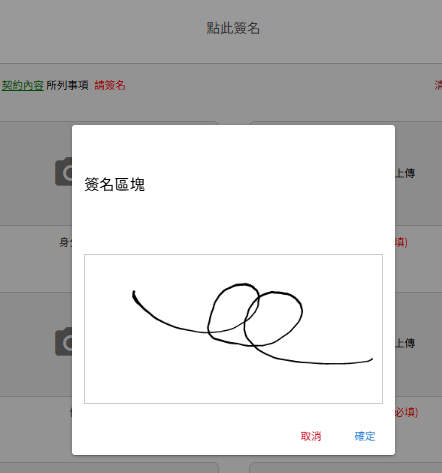 點此簽名
契約內容 所列事項 請簽名
上傳
簽名區塊
身
填)
上傳
必填)
取消 確定